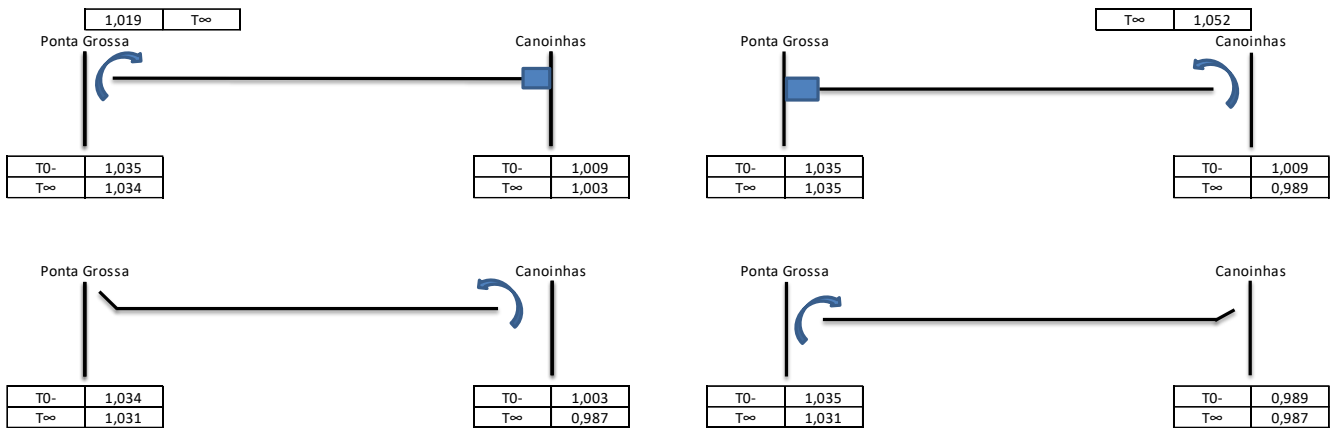 1,019 T∞
Ponta Grossa Canoinhas
T0- 1,035 T0- 1,009
T∞ 1,034 T∞ 1,003
T∞ 1,052
Ponta Grossa Canoinhas
T0- 1,035 T0- 1,009
T∞ 1,035 T∞ 0,989
Ponta Grossa Canoinhas
T0- 1,034 T0- 1,003
T∞ 1,031 T∞ 0,987
Ponta Grossa Canoinhas
T0- 1,035 T0- 0,989
T∞ 1,031 T∞ 0,987